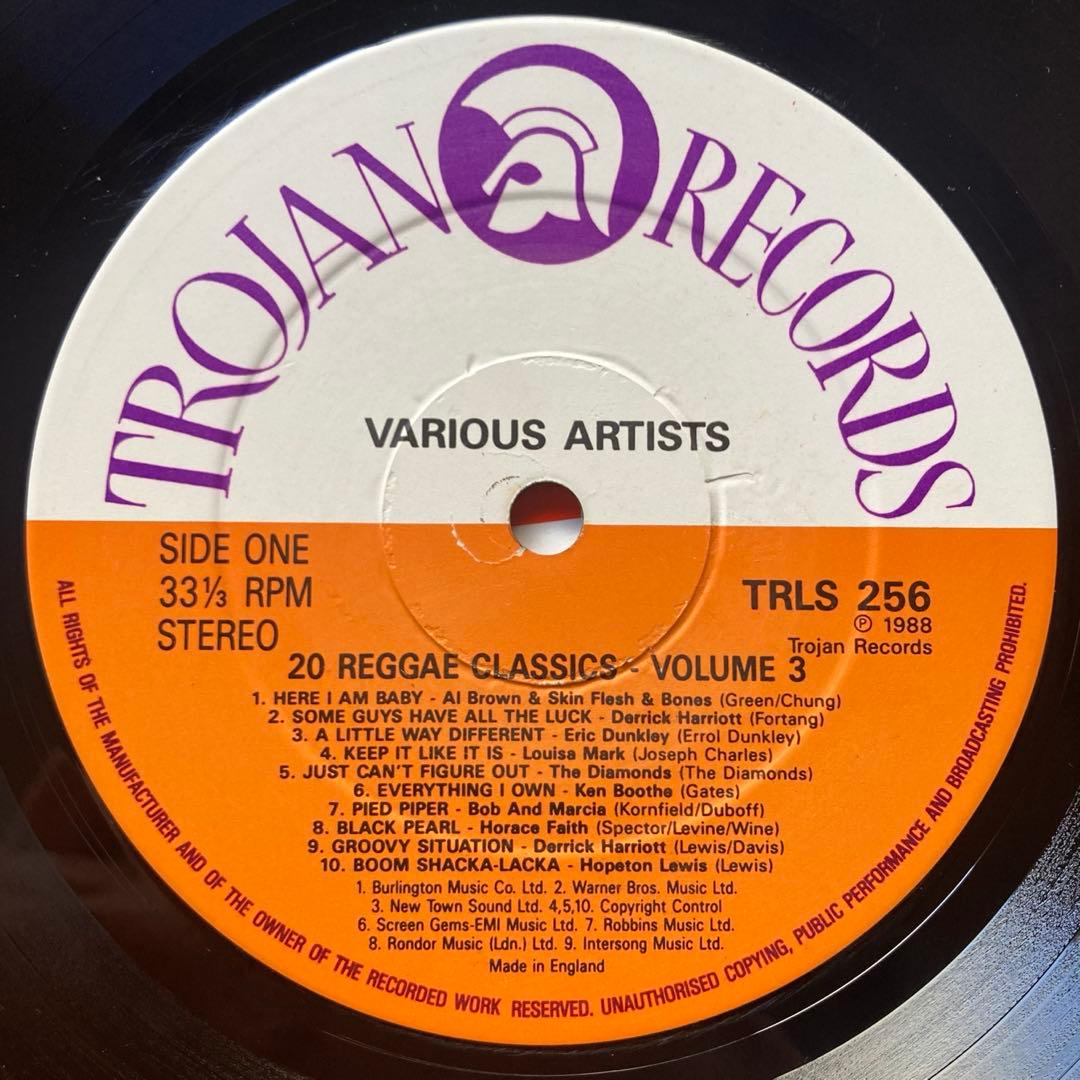 TROJAN RECORDS
VARIOUS ARTISTS
SIDE ONE
33⅓ RPM
STEREO
TRLS 256
℗ 1988
Trojan Records
20 REGGAE CLASSICS - VOLUME 3
1. HERE I AM BABY - Al Brown & Skin Flesh & Bones (Green/Chung)
2. SOME GUYS HAVE ALL THE LUCK - Derrick Harriott (Fortang)
3. A LITTLE WAY DIFFERENT - Eric Dunkley (Errol Dunkley)
4. KEEP IT LIKE IT IS - Louisa Mark (Joseph Charles)
5. JUST CAN'T FIGURE OUT - The Diamonds (The Diamonds)
6. EVERYTHING I OWN - Ken Boothe (Gates)
7. PIED PIPER - Bob And Marcia (Kornfield/Duboff)
8. BLACK PEARL - Horace Faith (Spector/Levine/Wine)
9. GROOVY SITUATION - Derrick Harriott (Lewis/Davis)
10. BOOM SHACKA-LACKA - Hopeton Lewis (Lewis)
1. Burlington Music Co. Ltd. 2. Warner Bros. Music Ltd.
3. New Town Sound Ltd. 4,5,10. Copyright Control
6. Screen Gems-EMI Music Ltd. 7. Robbins Music Ltd.
8. Rondor Music (Ldn.) Ltd. 9. Intersong Music Ltd.
Made in England
ALL RIGHTS OF THE MANUFACTURER AND OF THE OWNER OF THE RECORDED WORK RESERVED. UNAUTHORISED COPYING, PUBLIC PERFORMANCE AND BROADCASTING PROHIBITED.